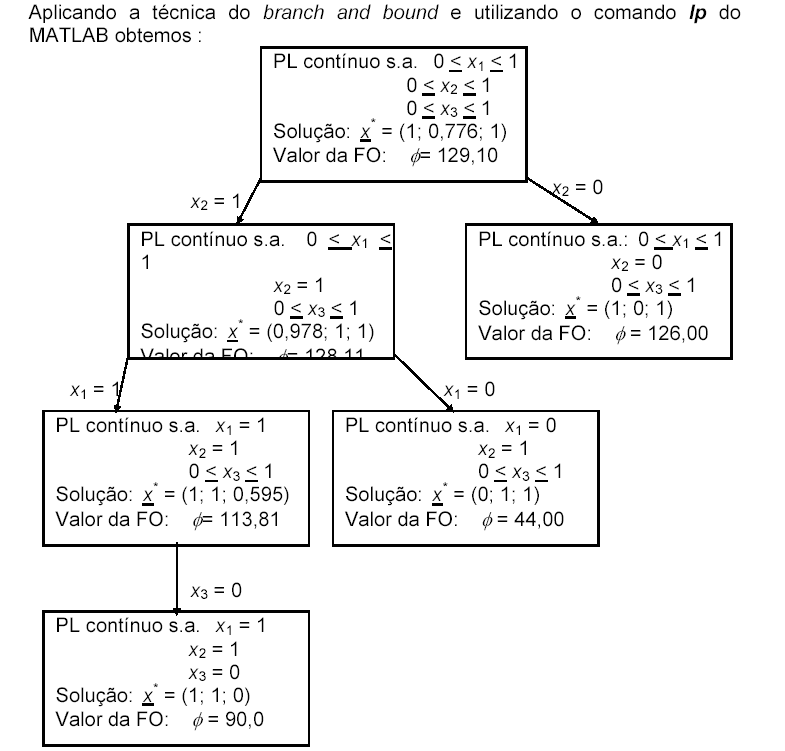 Aplicando a técnica do branch and bound e utilizando o comando lp do
MATLAB obtemos :
PL contínuo s.a. 0 ≤ x₁ ≤ 1
0 ≤ x₂ ≤ 1
0 ≤ x₃ ≤ 1
Solução: x* = (1; 0,776; 1)
Valor da FO: ϕ= 129,10
x₂ = 1
x₂ = 0
PL contínuo s.a. 0 ≤ x₁ ≤
1
x₂ = 1
0 ≤ x₃ ≤ 1
Solução: x* = (0,978; 1; 1)
Valor da FO: ϕ= 128,11
PL contínuo s.a.: 0 ≤ x₁ ≤ 1
x₂ = 0
0 ≤ x₃ ≤ 1
Solução: x* = (1; 0; 1)
Valor da FO: ϕ = 126,00
x₁ = 1
x₁ = 0
PL contínuo s.a. x₁ = 1
x₂ = 1
0 ≤ x₃ ≤ 1
Solução: x* = (1; 1; 0,595)
Valor da FO: ϕ= 113,81
PL contínuo s.a. x₁ = 0
x₂ = 1
0 ≤ x₃ ≤ 1
Solução: x* = (0; 1; 1)
Valor da FO: ϕ = 44,00
x₃ = 0
PL contínuo s.a. x₁ = 1
x₂ = 1
x₃ = 0
Solução: x* = (1; 1; 0)
Valor da FO: ϕ = 90,0